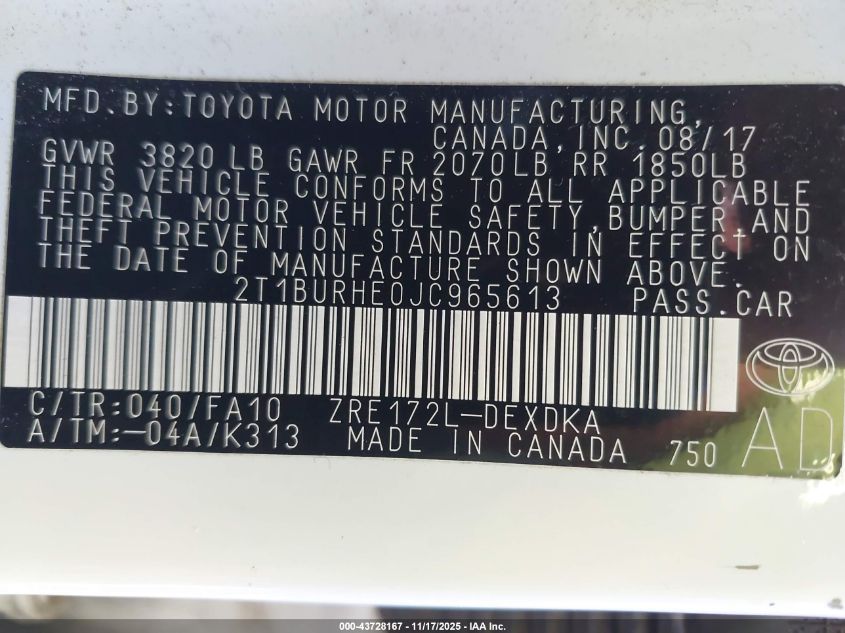 MFD.BY:TOYOTA MOTOR MANUFACTURING,
CANADA,INC. 08/17
GVWR 3820 LB GAWR FR 2070LB RR 1850LB
THIS VEHICLE CONFORMS TO ALL APPLICABLE
FEDERAL MOTOR VEHICLE SAFETY,BUMPER,AND
THEFT PREVENTION STANDARDS IN EFFECT ON
THE DATE OF MANUFACTURE SHOWN ABOVE.
2T1BURHE0JC965613 PASS.CAR
C/TR:040/FA10 ZRE172L-DEXDKA
A/TM:-04A/K313 MADE IN CANADA 750 AD
000-43728167 - 11/17/2025 - IAA Inc.